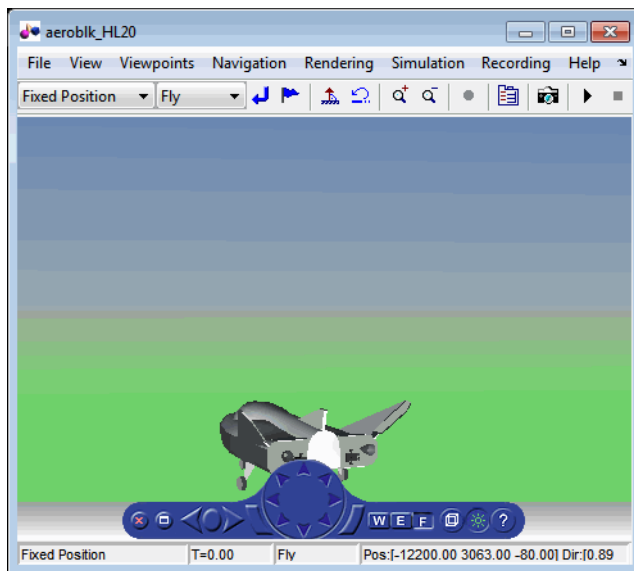 aeroblk_HL20
File View Viewpoints Navigation Rendering Simulation Recording Help
Fixed Position Fly
W E F ?
Fixed Position T=0.00 Fly Pos:[-12200.00 3063.00 -80.00] Dir:[0.89